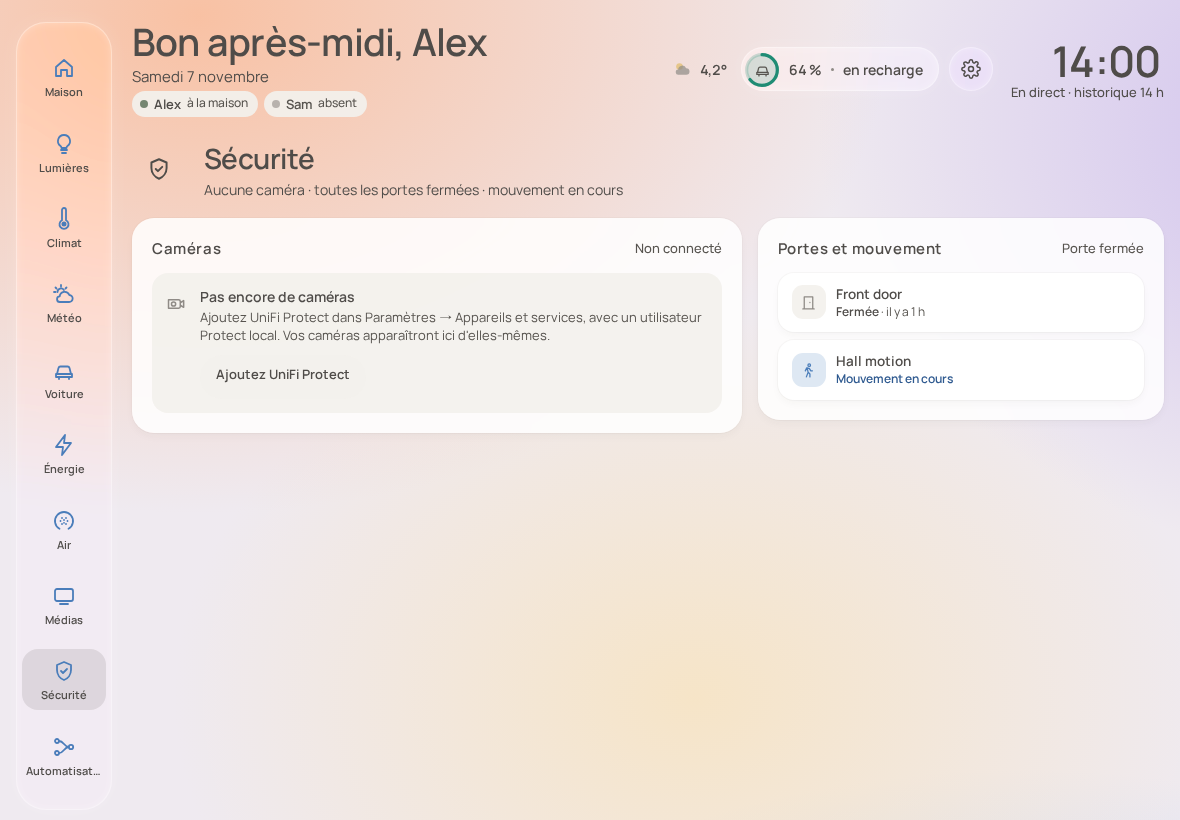 Bon après-midi, Alex
Samedi 7 novembre
Alex à la maison
Sam absent
4,2°
64 % • en recharge
14:00
En direct · historique 14 h
Maison
Lumières
Climat
Météo
Voiture
Énergie
Air
Médias
Sécurité
Automatisat…
Sécurité
Aucune caméra · toutes les portes fermées · mouvement en cours
Caméras
Non connecté
Pas encore de caméras
Ajoutez UniFi Protect dans Paramètres → Appareils et services, avec un utilisateur
Protect local. Vos caméras apparaîtront ici d'elles-mêmes.
Ajoutez UniFi Protect
Portes et mouvement
Porte fermée
Front door
Fermée · il y a 1 h
Hall motion
Mouvement en cours